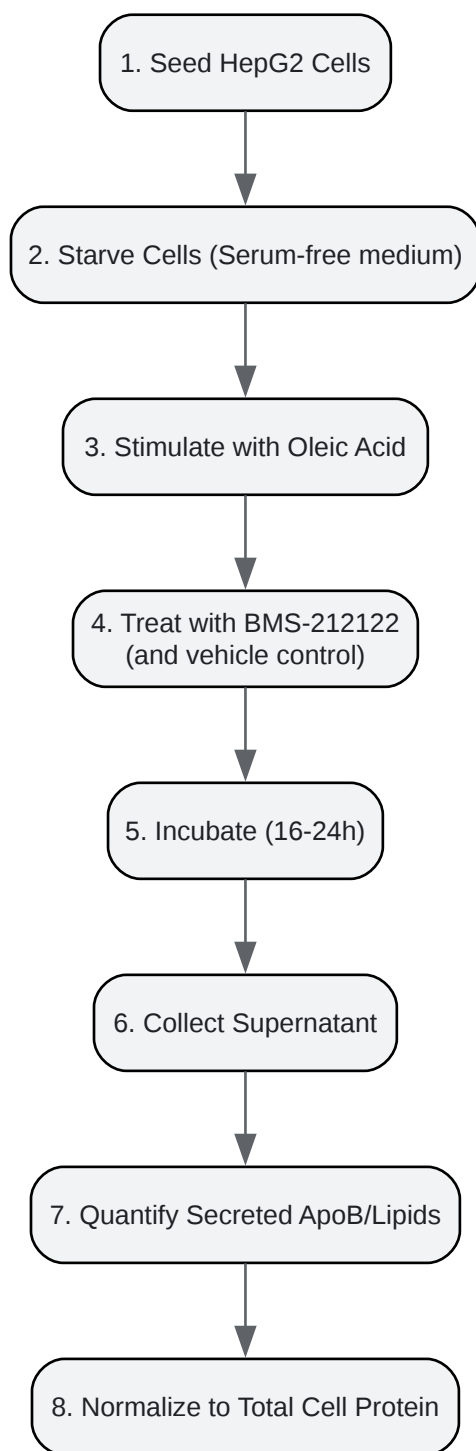 1. Seed HepG2 Cells
2. Starve Cells (Serum-free medium)
3. Stimulate with Oleic Acid
4. Treat with BMS-212122
(and vehicle control)
5. Incubate (16-24h)
6. Collect Supernatant
7. Quantify Secreted ApoB/Lipids
8. Normalize to Total Cell Protein